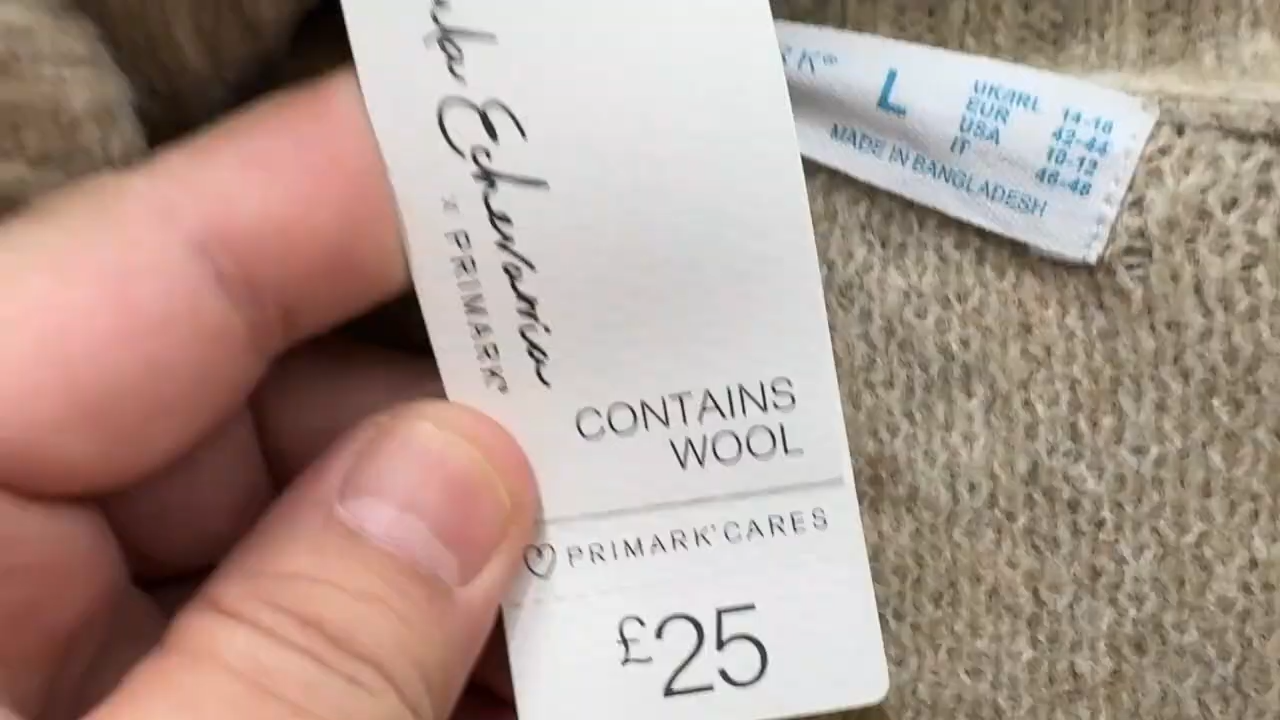 Echevarria
x PRIMARK®
CONTAINS
WOOL
PRIMARK® CARES
£25
K®
L
UK/IRL 14-16
EUR 42-44
USA 10-12
IT 46-48
MADE IN BANGLADESH